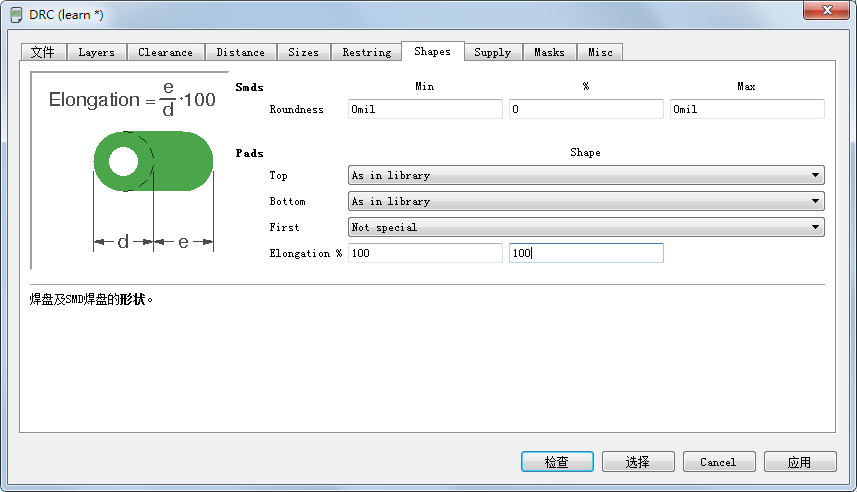 DRC (learn *)
文件 Layers Clearance Distance Sizes Restring Shapes Supply Masks Misc
Elongation = e/d · 100
d e
Smds Min % Max
Roundness 0mil 0 0mil
Pads Shape
Top As in library
Bottom As in library
First Not special
Elongation % 100 100
焊盘及SMD焊盘的形状。
检查 选择 Cancel 应用